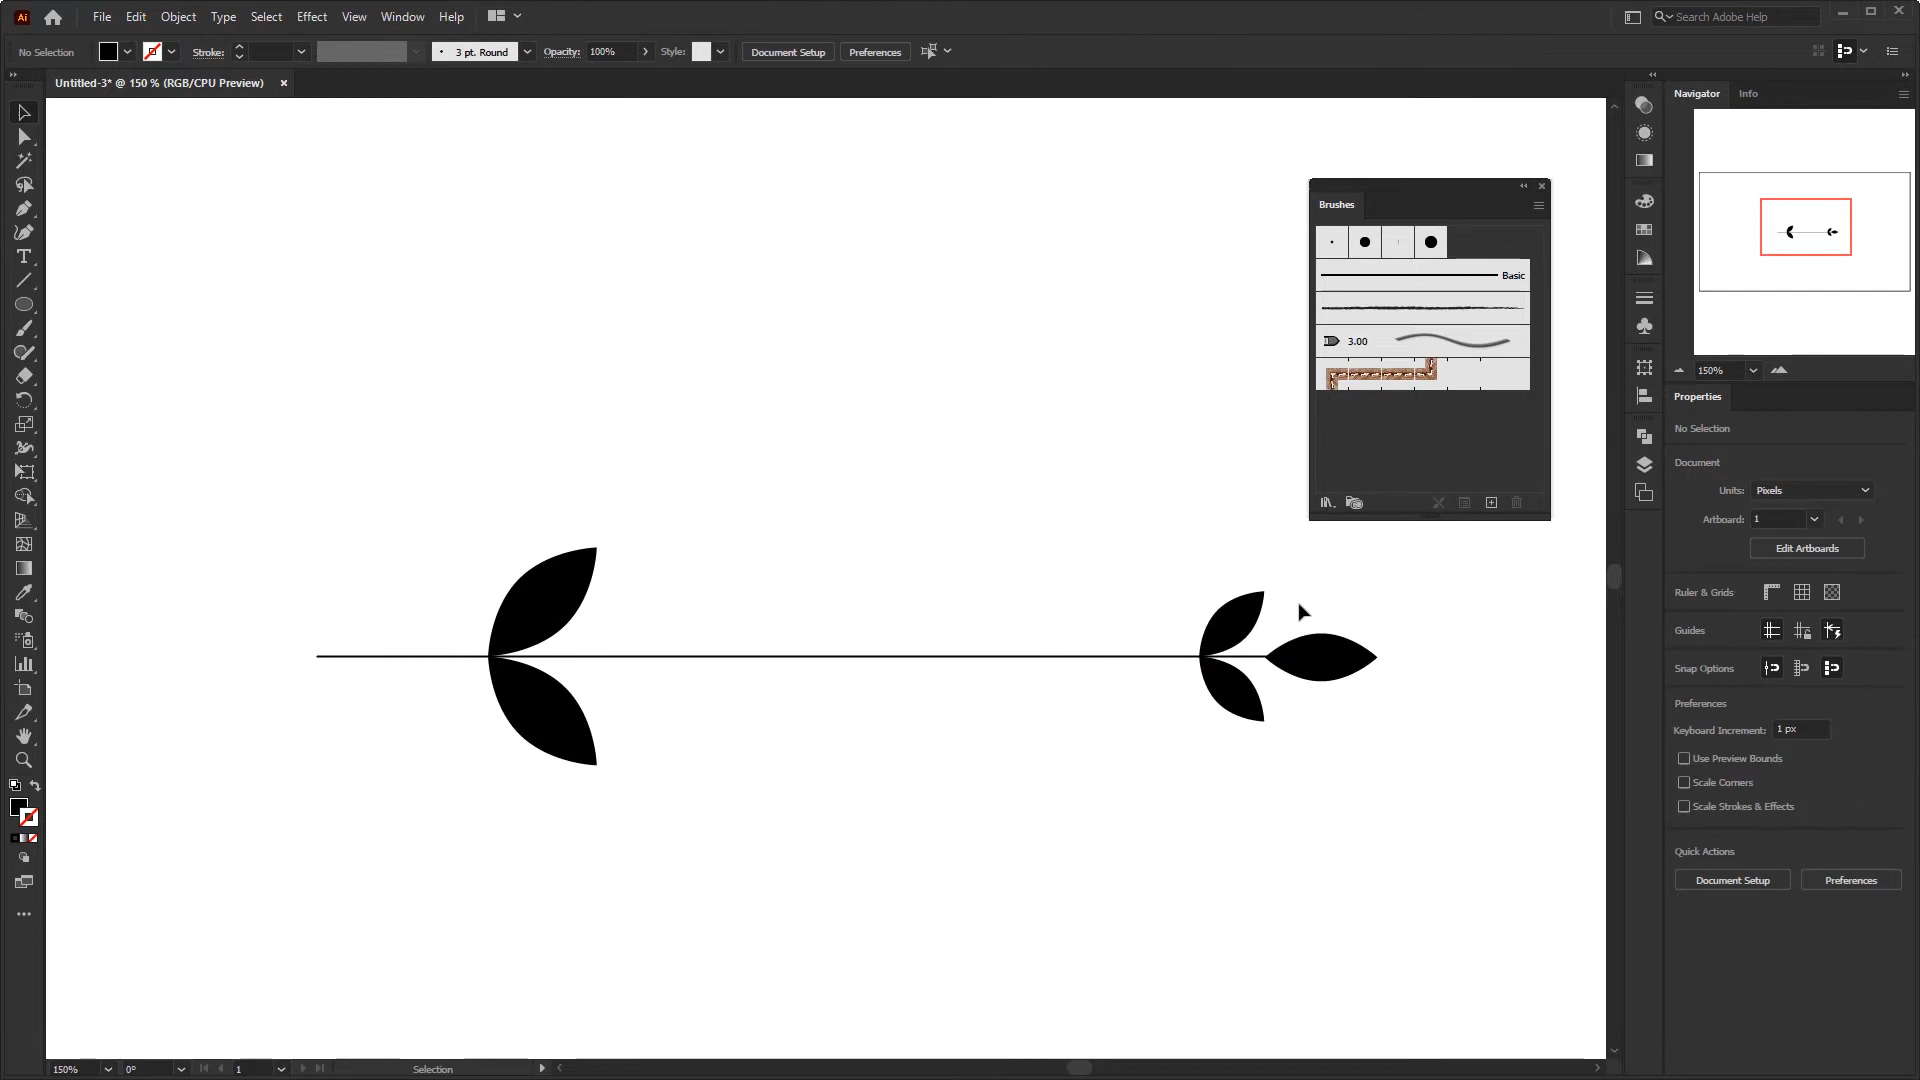 Ai File Edit Object Type Select Effect View Window Help Search Adobe Help
No Selection Stroke: 3 pt. Round Opacity: 100% Style: Document Setup Preferences
Untitled-3* @ 150 % (RGB/CPU Preview)
Navigator Info
Brushes
Basic
3.00
150%
Properties
No Selection
Document
Units: Pixels
Artboard: 1
Edit Artboards
Ruler & Grids
Guides
Snap Options
Preferences
Keyboard Increment: 1 px
Use Preview Bounds
Scale Corners
Scale Strokes & Effects
Quick Actions
Document Setup Preferences
150% 0° 1 Selection